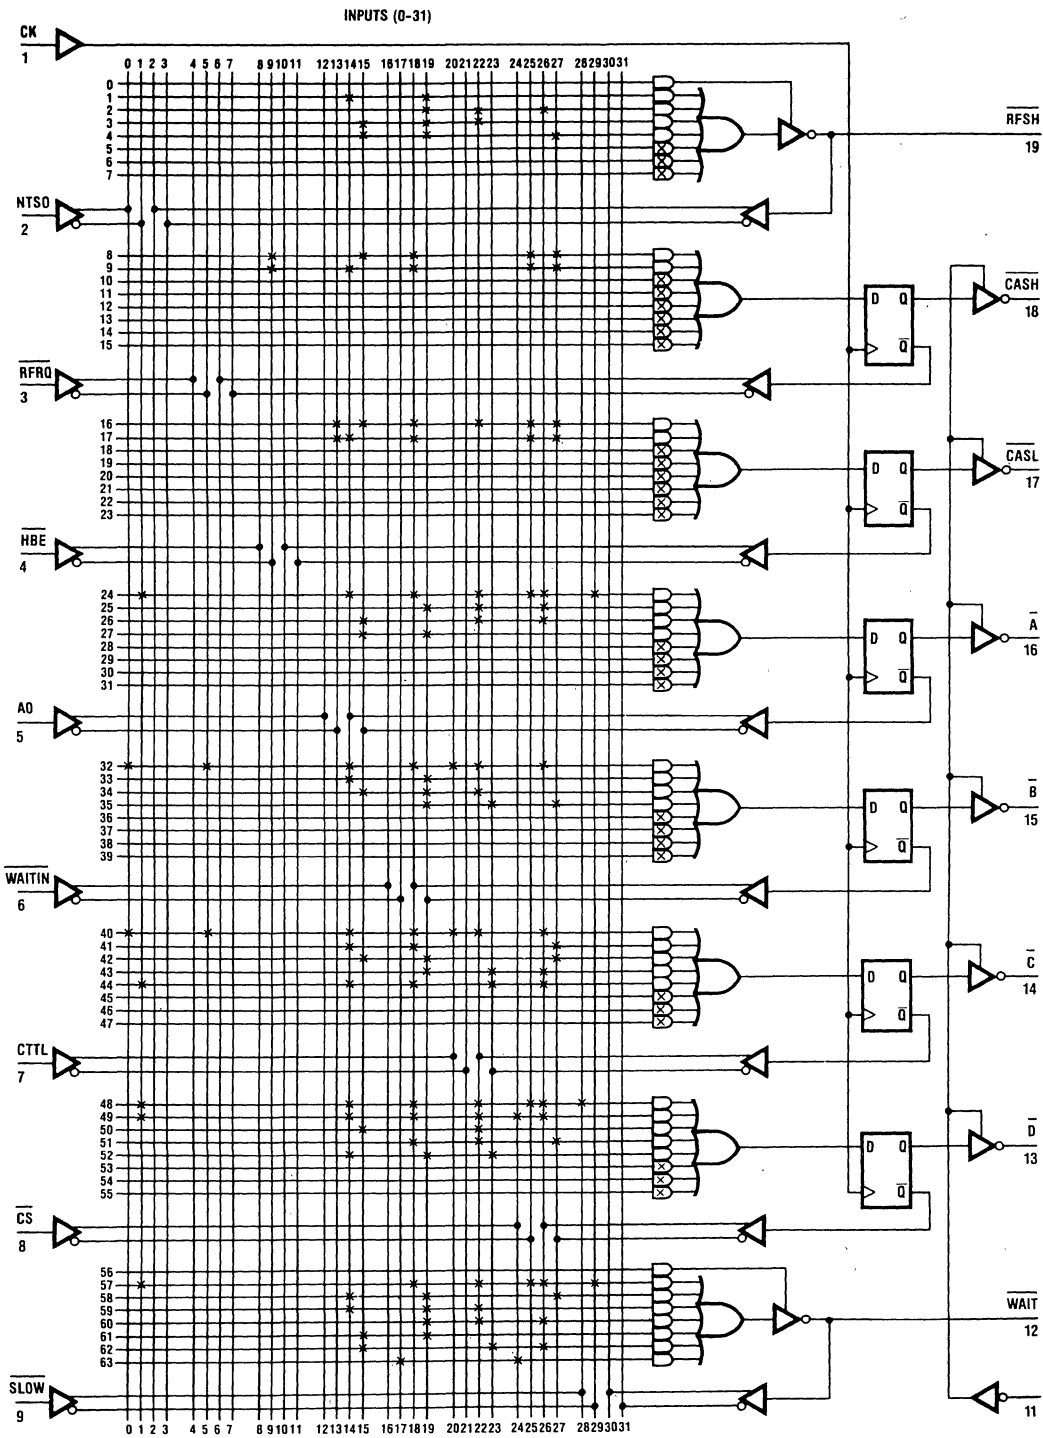 INPUTS (0-31)
CK
1
0 1 2 3 4 5 6 7 8 9 10 11 12 13 14 15 16 17 18 19 20 21 22 23 24 25 26 27 28 29 30 31
0
1
2
3
4
5
6
7
RFSH
19
NTSO
2
8
9
10
11
12
13
14
15
D Q
Q
CASH
18
RFRQ
3
16
17
18
19
20
21
22
23
D Q
Q
CASL
17
HBE
4
24
25
26
27
28
29
30
31
D Q
Q
A
16
AO
5
32
33
34
35
36
37
38
39
D Q
Q
B
15
WAITIN
6
40
41
42
43
44
45
46
47
D Q
Q
C
14
CTTL
7
48
49
50
51
52
53
54
55
D Q
Q
D
13
CS
8
56
57
58
59
60
61
62
63
WAIT
12
SLOW
9
11
0 1 2 3 4 5 6 7 8 9 10 11 12 13 14 15 16 17 18 19 20 21 22 23 24 25 26 27 28 29 30 31